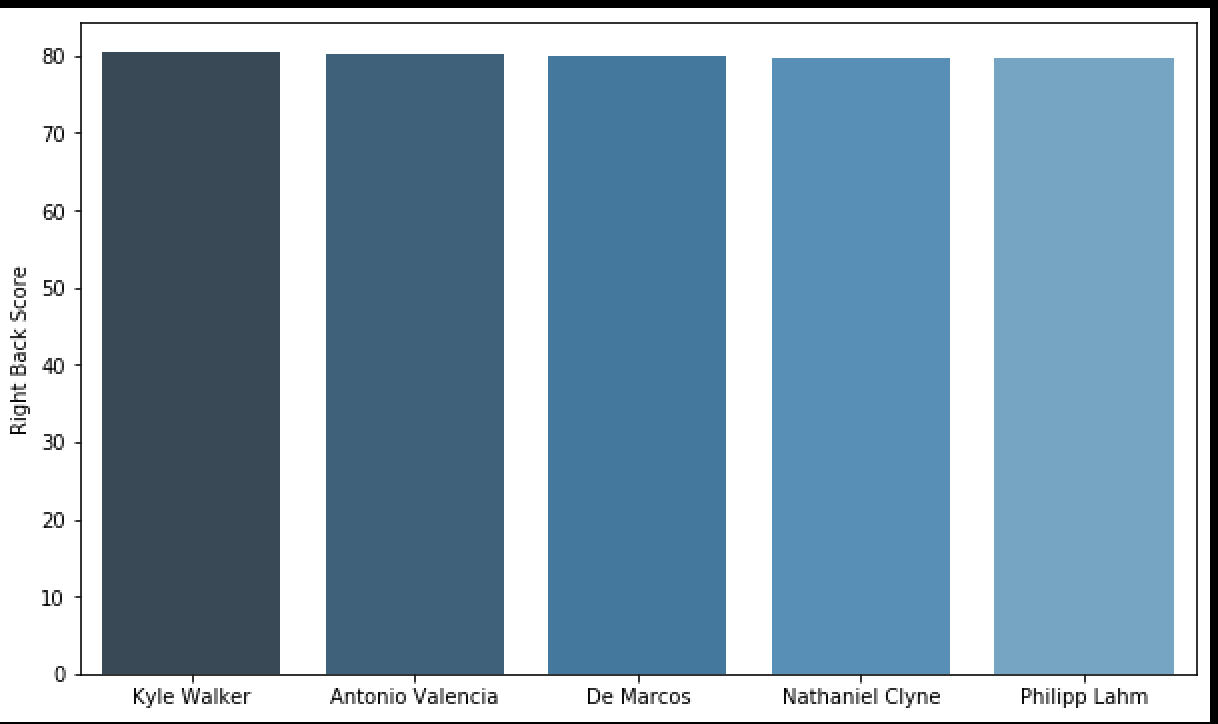 80
70
60
50
40
30
20
10
0
Right Back Score
Kyle Walker
Antonio Valencia
De Marcos
Nathaniel Clyne
Philipp Lahm